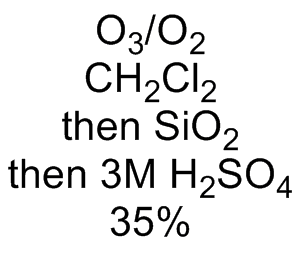 O₃/O₂
CH₂Cl₂
then SiO₂
then 3M H₂SO₄
35%